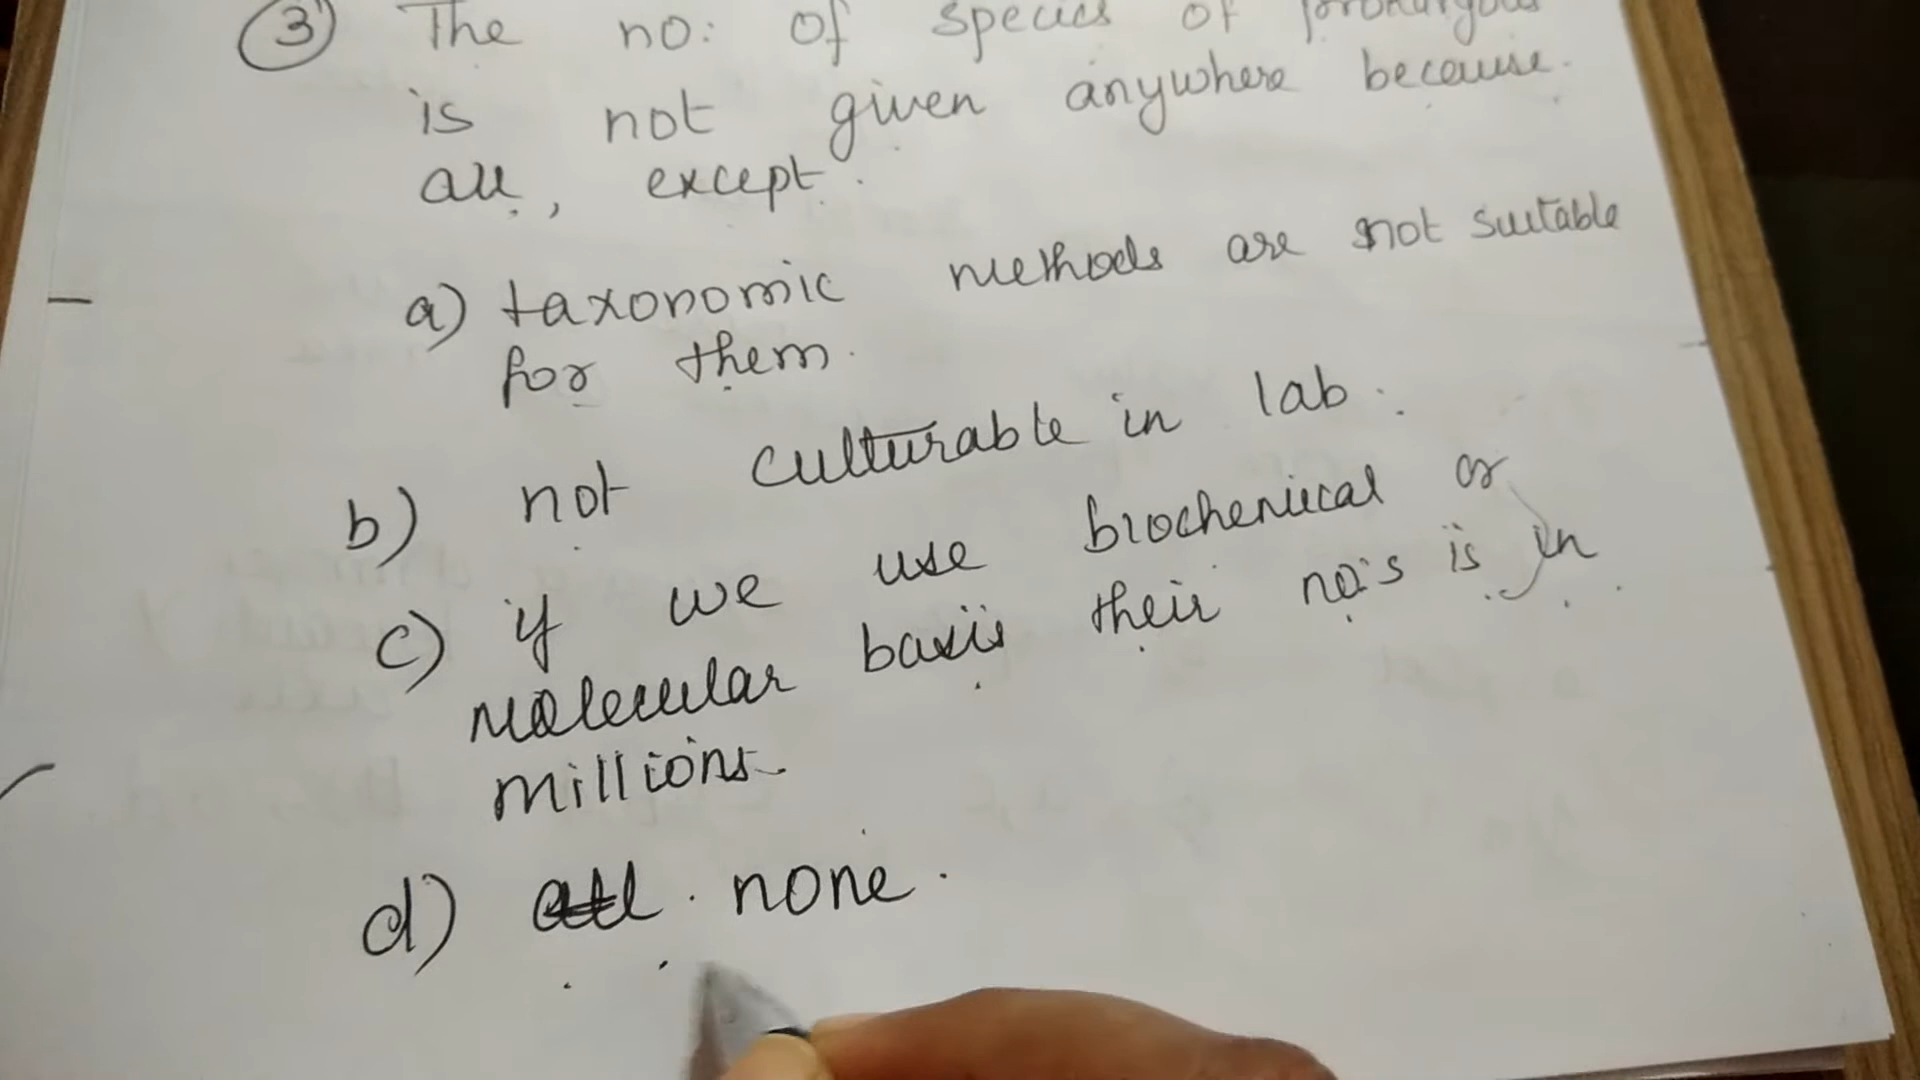 3) The no: of species of prokaryotes
is not given anywhere because.
all, except.
a) taxonomic methods are not suitable
for them.
b) not culturable in lab.
c) if we use biochemical or
molecular basis their no:s is in
millions.
d) all. none.